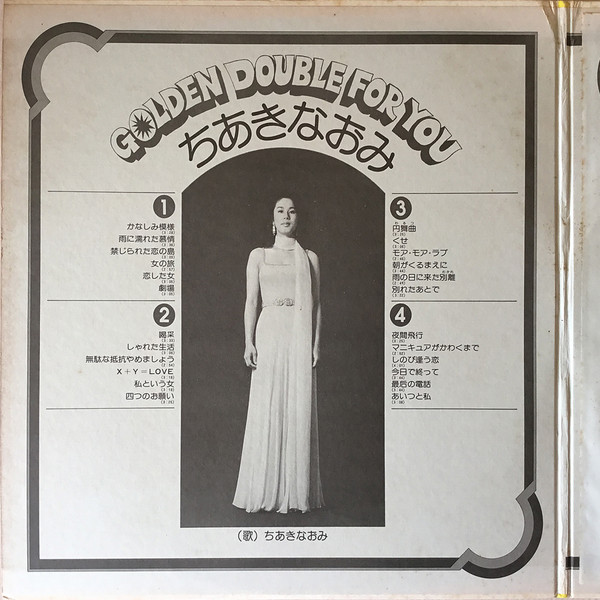 GOLDEN DOUBLE FOR YOU
ちあきなおみ
1
かなしみ模様
雨に濡れた慕情
禁じられた恋の島
女の旅
恋した女
劇場
2
喝采
しゃれた生活
無駄な抵抗やめましょう
X+Y=LOVE
私という女
四つのお願い
3
円舞曲
くせ
モア・モア・ラブ
朝がくるまえに
雨の日に来た別離
別れたあとで
4
夜間飛行
マニキュアがかわくまで
しのび逢う恋
今日で終って
最后の電話
あいつと私
(歌)ちあきなおみ